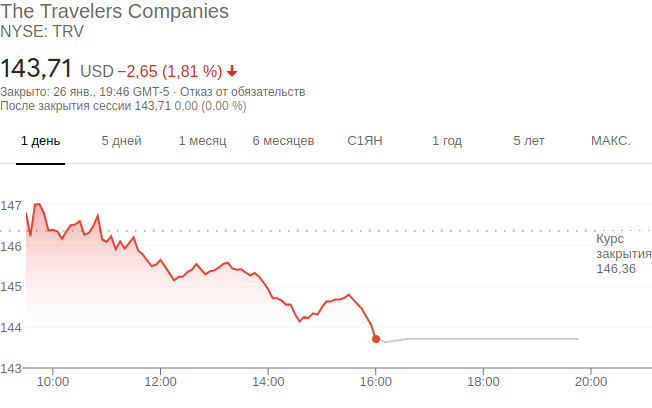 The Travelers Companies
NYSE: TRV
143,71 USD −2,65 (1,81 %)
Закрыто: 26 янв., 19:46 GMT-5 · Отказ от обязательств
После закрытия сессии 143,71 0,00 (0,00 %)
1 день 5 дней 1 месяц 6 месяцев С1ЯН 1 год 5 лет МАКС.
147
146
145
144
143
Курс
закрытия
146,36
10:00 12:00 14:00 16:00 18:00 20:00